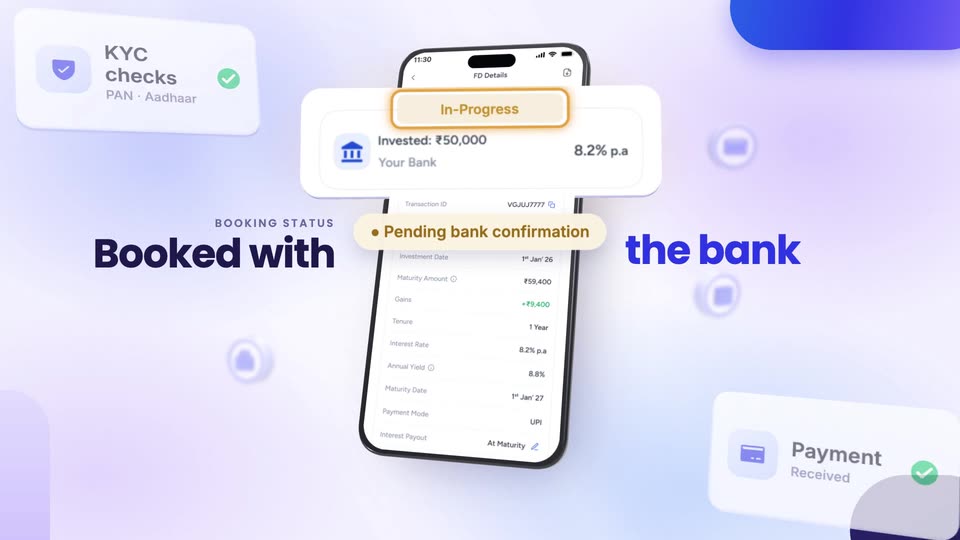 KYC
checks
PAN · Aadhaar
11:30
FD Details
In-Progress
Invested: ₹50,000
Your Bank
8.2% p.a
Transaction ID
VGJUJ7777
BOOKING STATUS
Booked with
• Pending bank confirmation
the bank
Investment Date
1st Jan' 26
Maturity Amount
₹59,400
Gains
+₹9,400
Tenure
1 Year
Interest Rate
8.2% p.a
Annual Yield
8.8%
Maturity Date
1st Jan' 27
Payment Mode
UPI
Interest Payout
At Maturity
Payment
Received